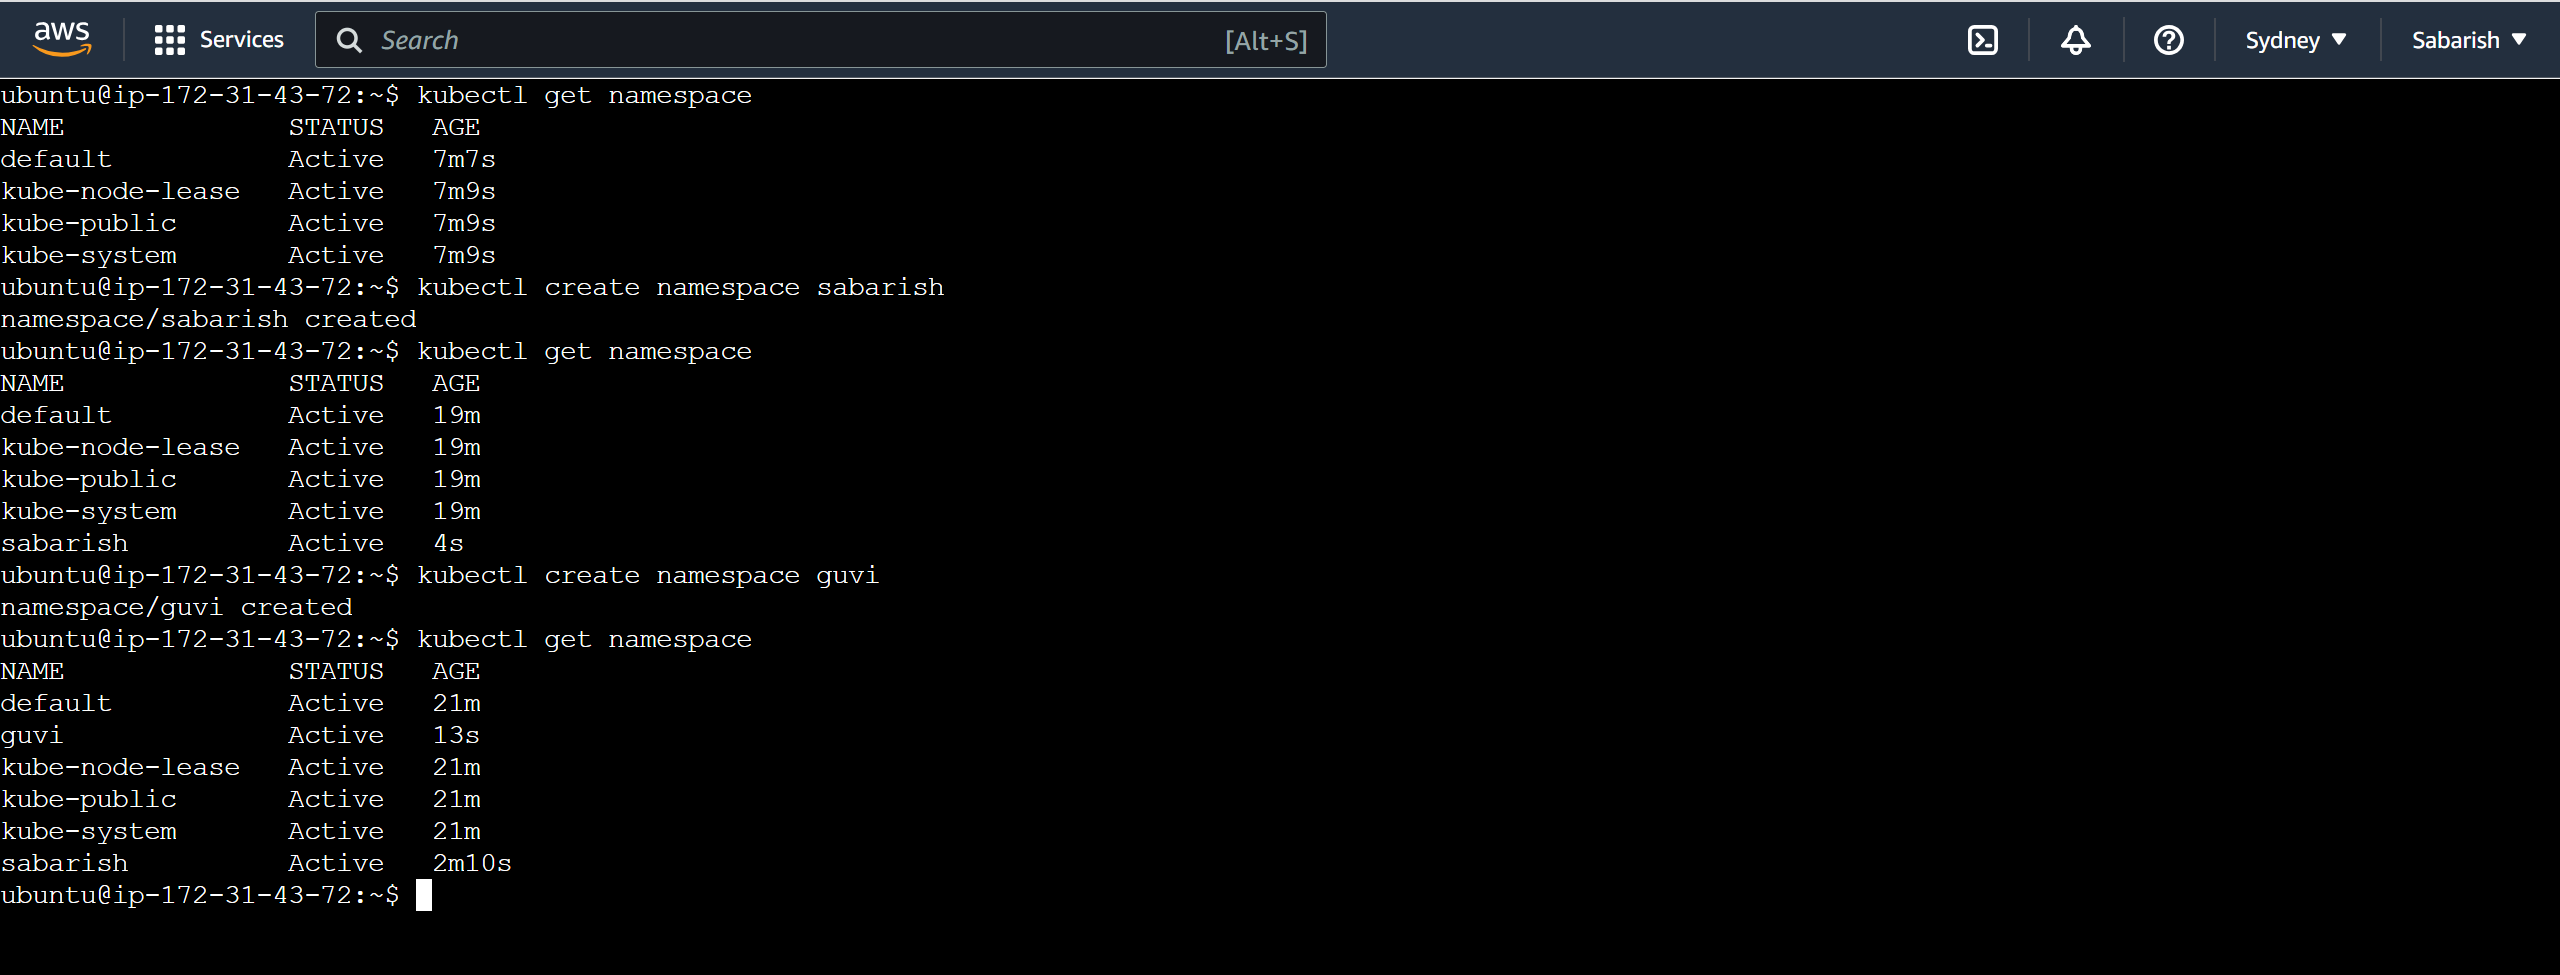 aws Services Search [Alt+S] Sydney Sabarish
ubuntu@ip-172-31-43-72:~$ kubectl get namespace
NAME STATUS AGE
default Active 7m7s
kube-node-lease Active 7m9s
kube-public Active 7m9s
kube-system Active 7m9s
ubuntu@ip-172-31-43-72:~$ kubectl create namespace sabarish
namespace/sabarish created
ubuntu@ip-172-31-43-72:~$ kubectl get namespace
NAME STATUS AGE
default Active 19m
kube-node-lease Active 19m
kube-public Active 19m
kube-system Active 19m
sabarish Active 4s
ubuntu@ip-172-31-43-72:~$ kubectl create namespace guvi
namespace/guvi created
ubuntu@ip-172-31-43-72:~$ kubectl get namespace
NAME STATUS AGE
default Active 21m
guvi Active 13s
kube-node-lease Active 21m
kube-public Active 21m
kube-system Active 21m
sabarish Active 2m10s
ubuntu@ip-172-31-43-72:~$